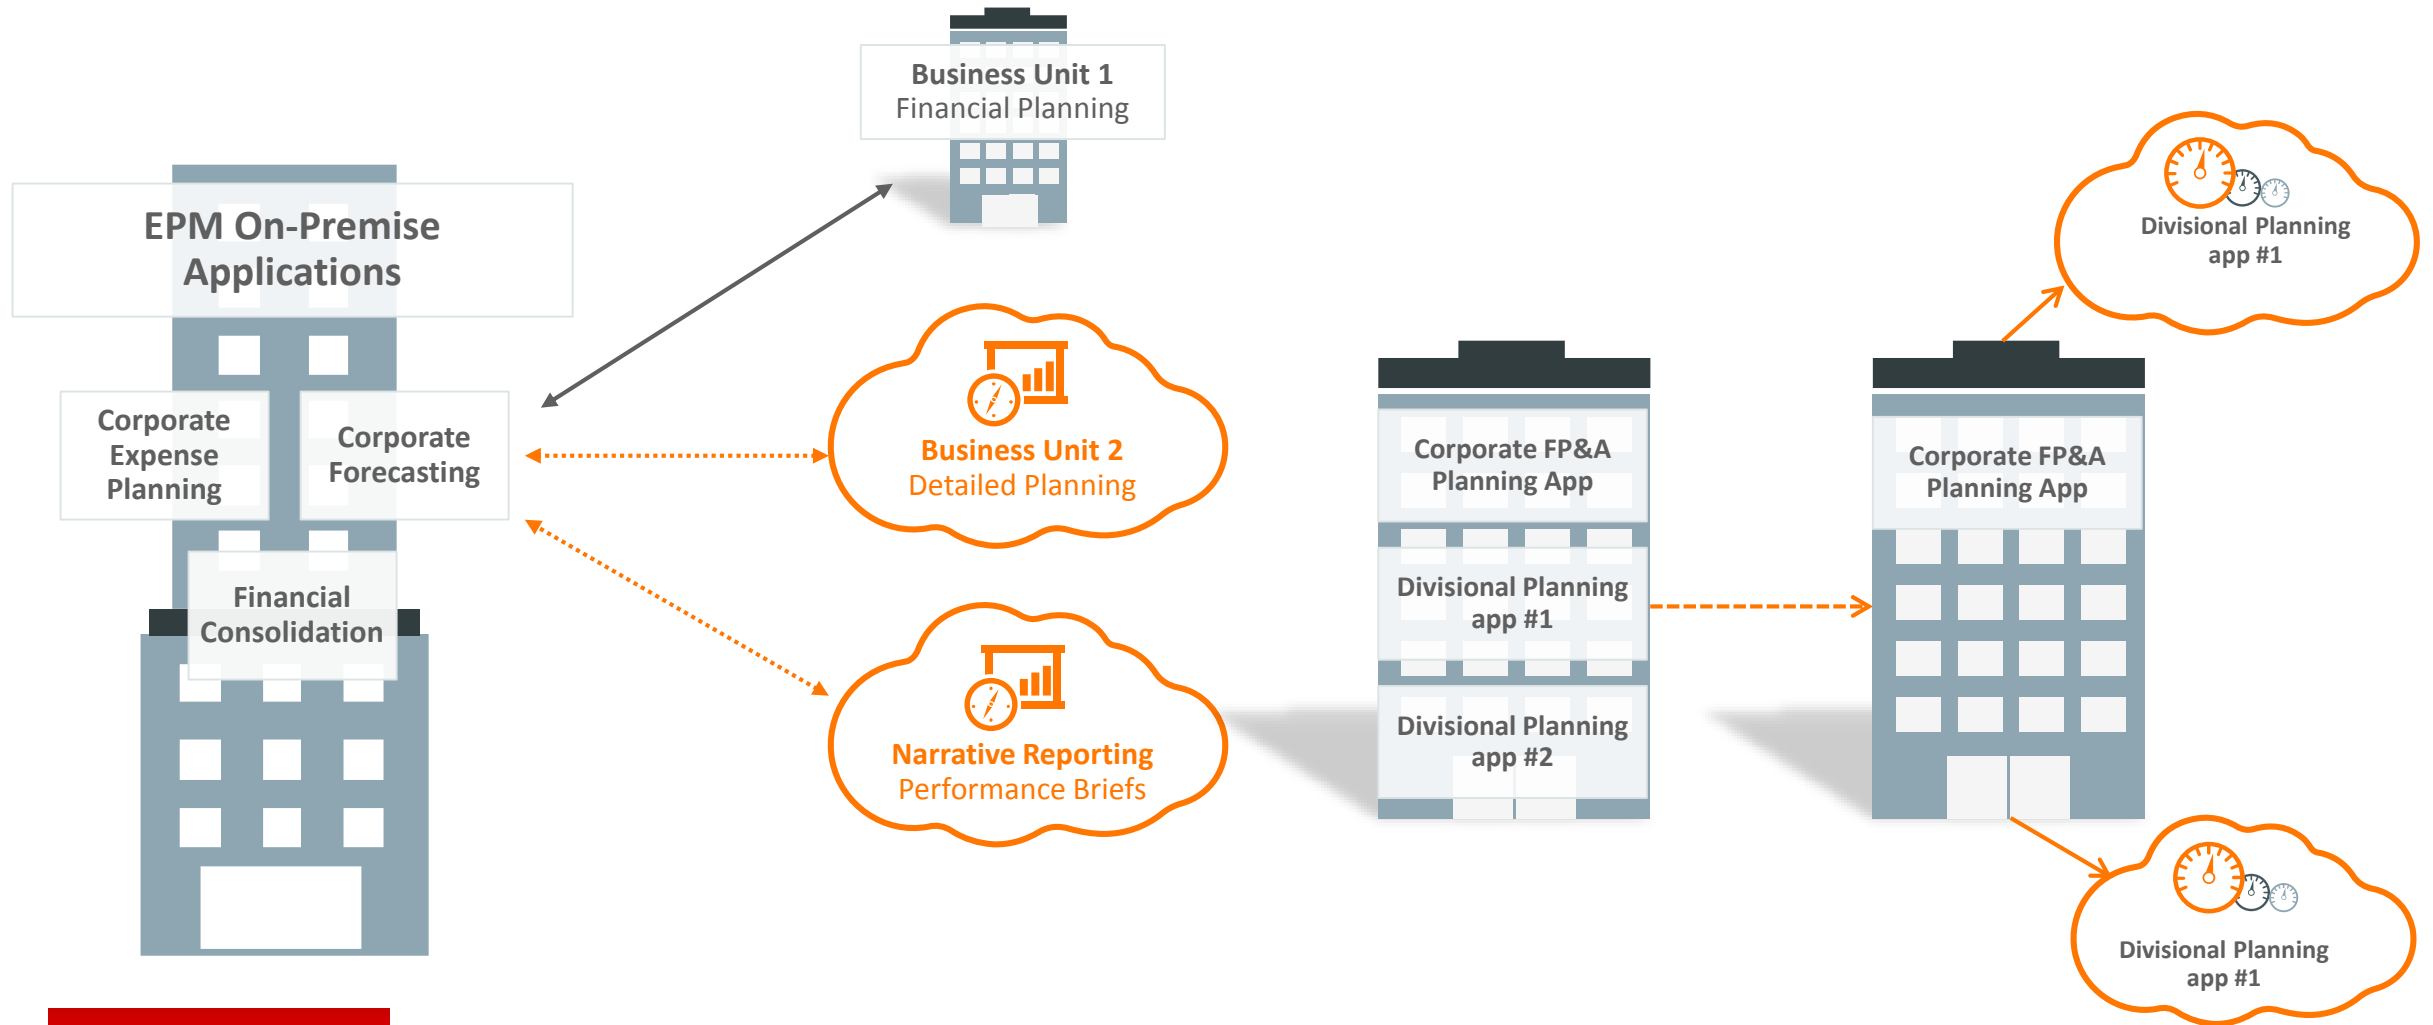 EPM On-Premise
Applications
Corporate
Expense
Planning
Corporate
Forecasting
Financial
Consolidation
Business Unit 1
Financial Planning
Business Unit 2
Detailed Planning
Narrative Reporting
Performance Briefs
Corporate FP&A
Planning App
Divisional Planning
app #1
Divisional Planning
app #2
Corporate FP&A
Planning App
Divisional Planning
app #1
Divisional Planning
app #1